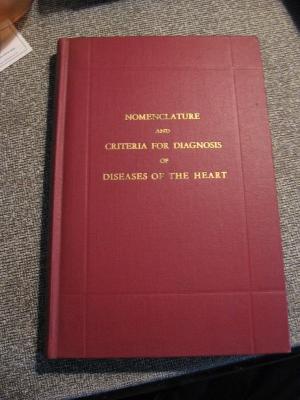 NOMENCLATURE
AND
CRITERIA FOR DIAGNOSIS
OF
DISEASES OF THE HEART